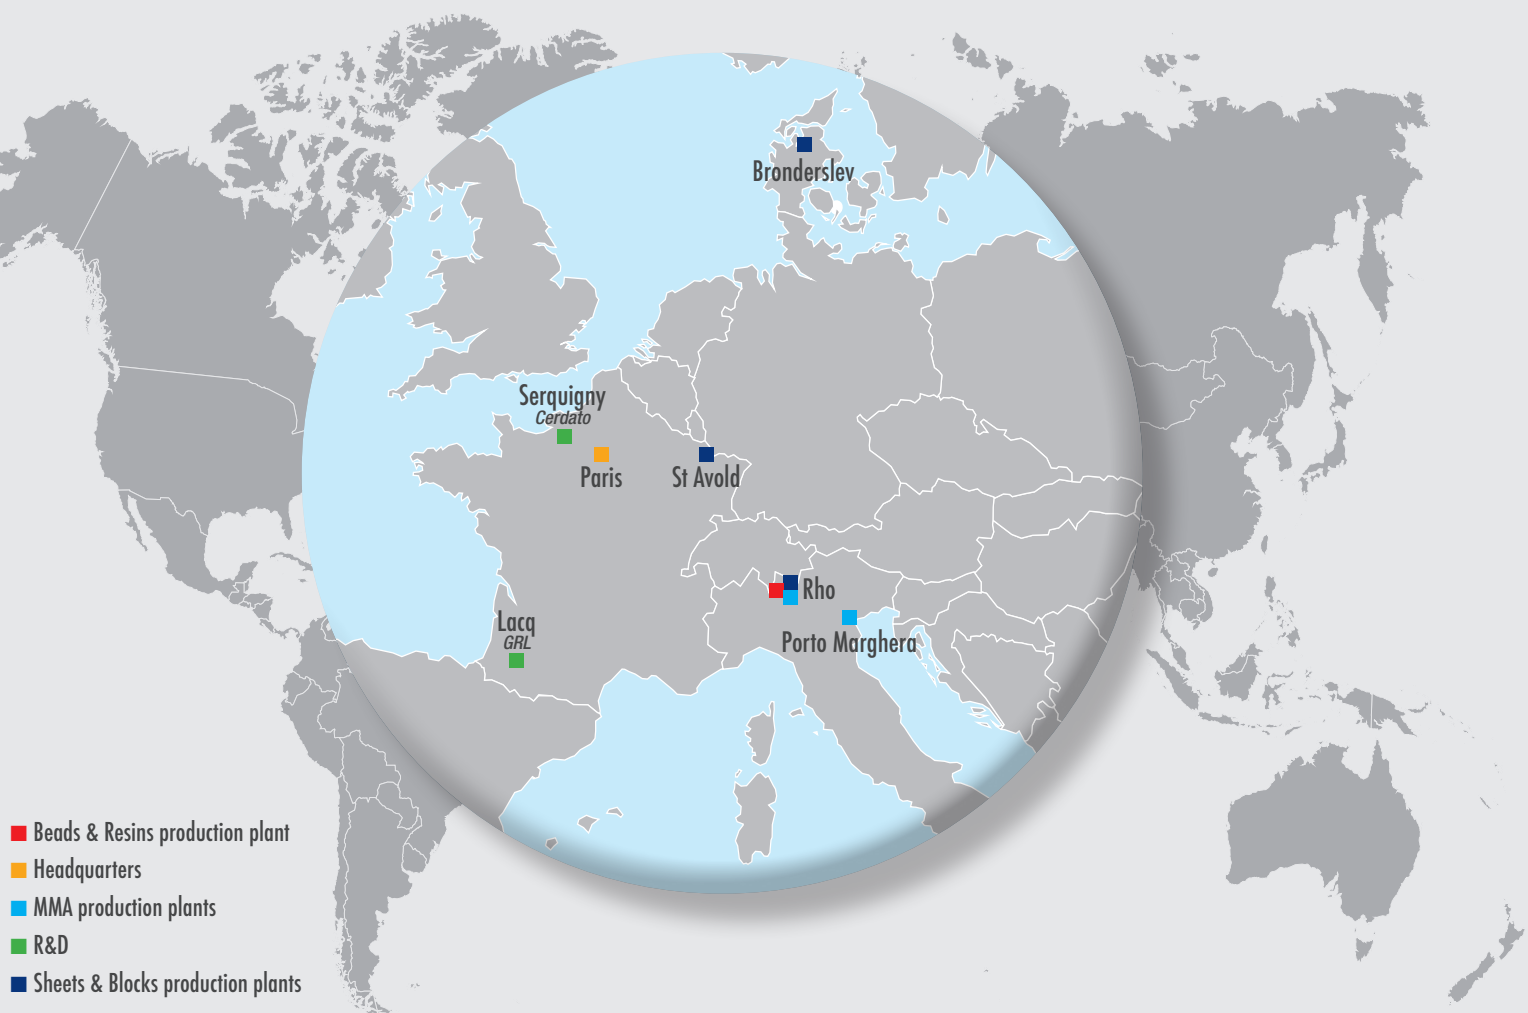 Bronderslev
Serquigny
Cerdato
Paris
St Avold
Rho
Lacq
GRL
Porto Marghera
Beads & Resins production plant
Headquarters
MMA production plants
R&D
Sheets & Blocks production plants